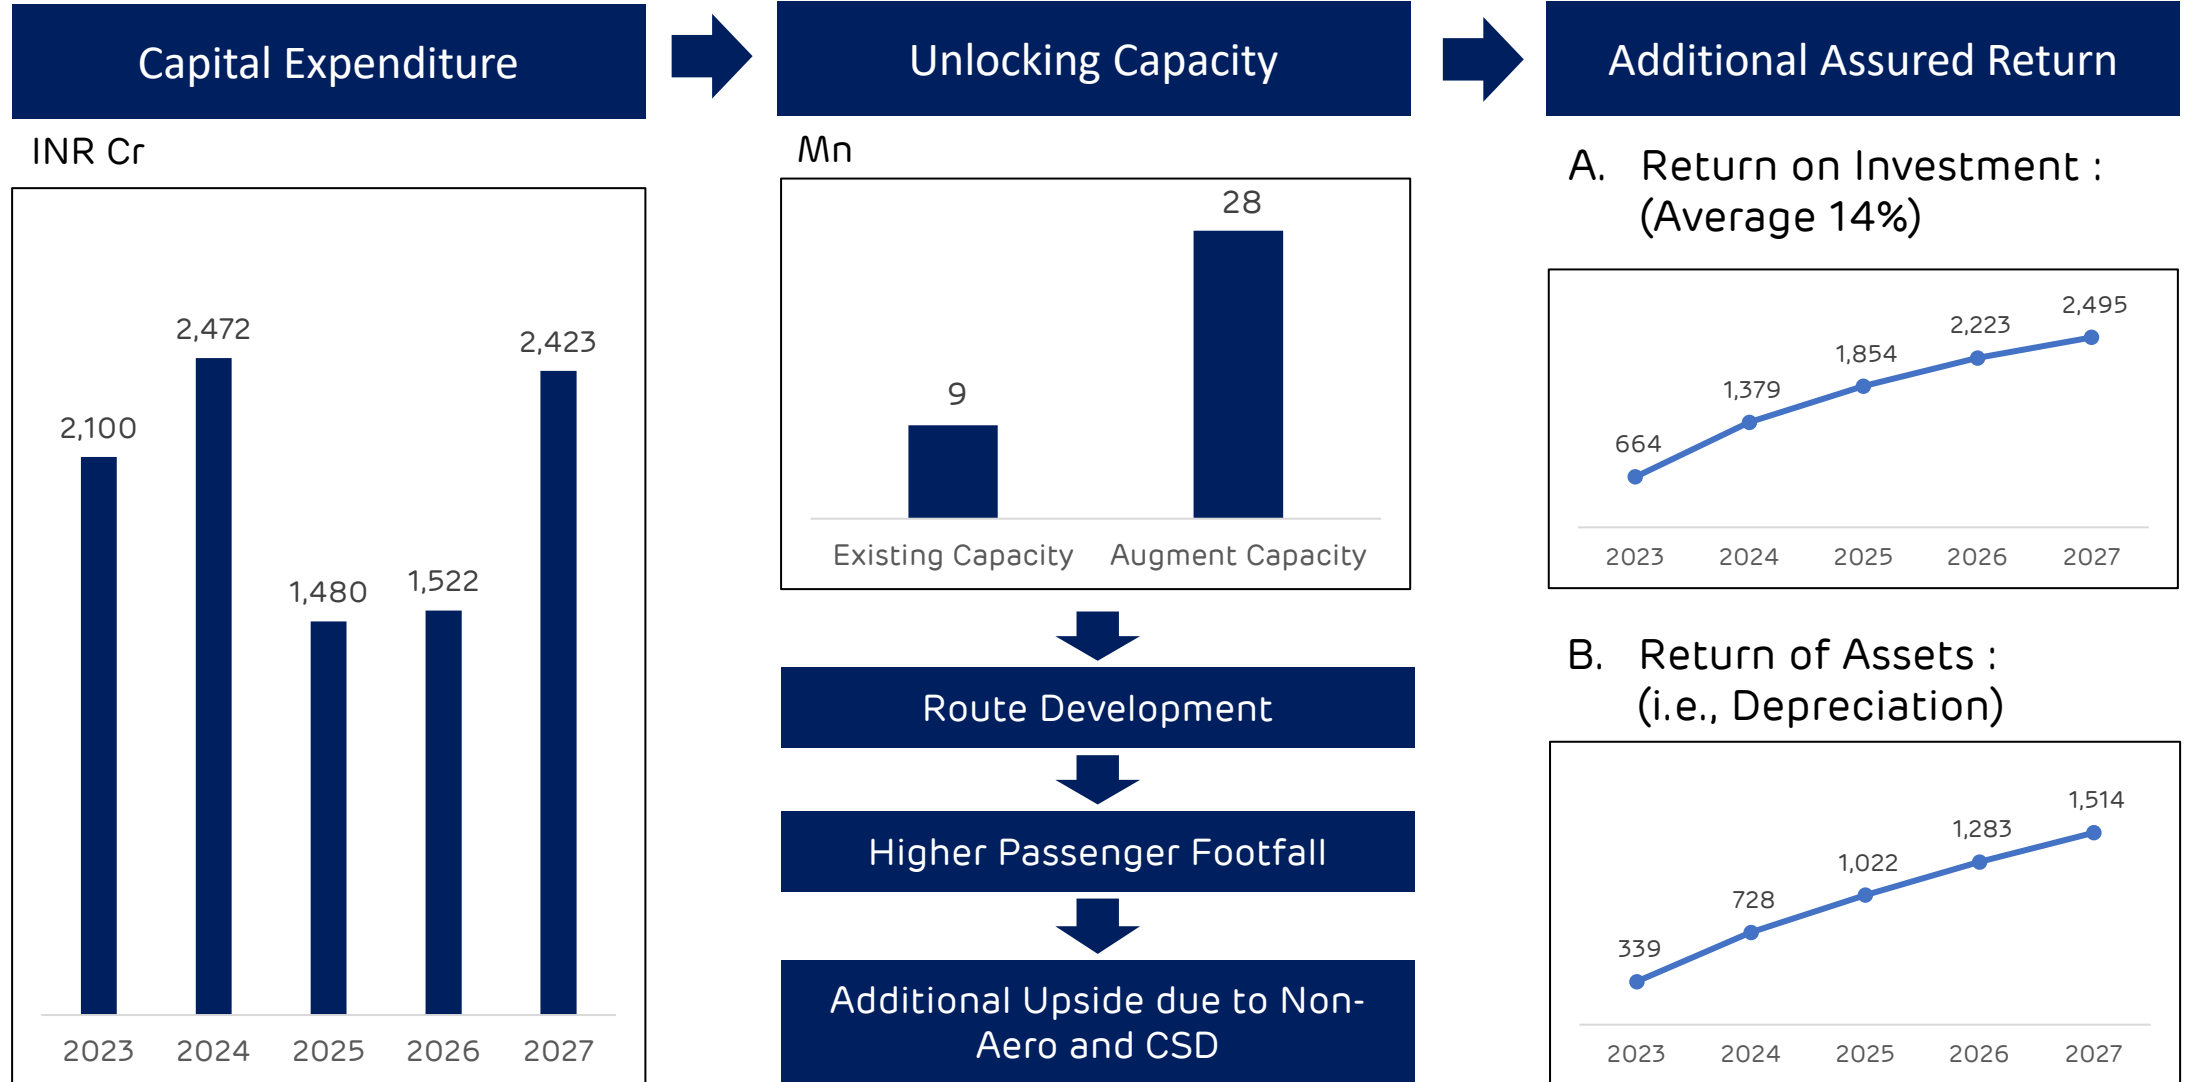 Capital Expenditure
INR Cr
2,100
2,472
1,480
1,522
2,423
2023
2024
2025
2026
2027
Unlocking Capacity
Mn
9
28
Existing Capacity
Augment Capacity
Route Development
Higher Passenger Footfall
Additional Upside due to Non-
Aero and CSD
Additional Assured Return
A. Return on Investment :
(Average 14%)
664
1,379
1,854
2,223
2,495
2023
2024
2025
2026
2027
B. Return of Assets :
(i.e., Depreciation)
339
728
1,022
1,283
1,514
2023
2024
2025
2026
2027